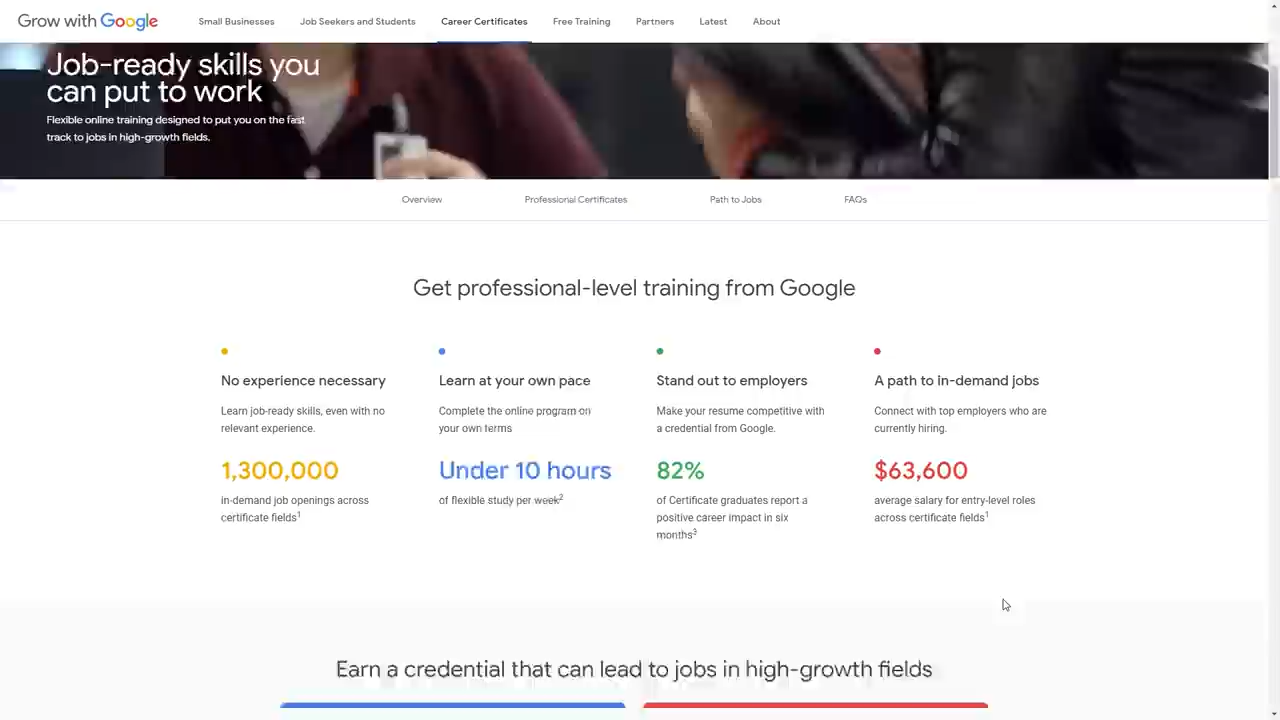 Grow with Google
Small Businesses
Job Seekers and Students
Career Certificates
Free Training
Partners
Latest
About
Job-ready skills you
can put to work
Flexible online training designed to put you on the fast
track to jobs in high-growth fields.
Overview
Professional Certificates
Path to Jobs
FAQs
Get professional-level training from Google
No experience necessary
Learn job-ready skills, even with no
relevant experience.
1,300,000
in-demand job openings across
certificate fields1
Learn at your own pace
Complete the online program on
your own terms
Under 10 hours
of flexible study per week2
Stand out to employers
Make your resume competitive with
a credential from Google.
82%
of Certificate graduates report a
positive career impact in six
months3
A path to in-demand jobs
Connect with top employers who are
currently hiring.
$63,600
average salary for entry-level roles
across certificate fields1
Earn a credential that can lead to jobs in high-growth fields